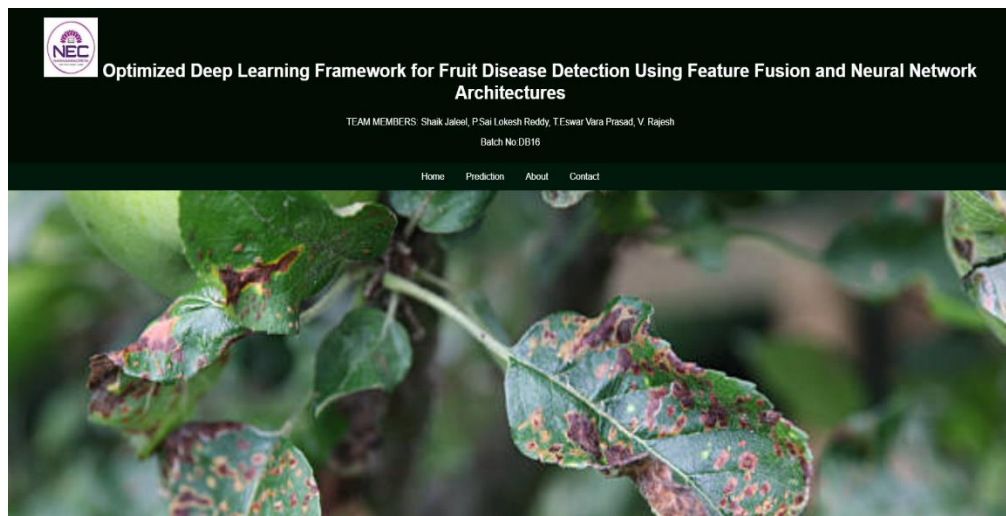 NEC
Optimized Deep Learning Framework for Fruit Disease Detection Using Feature Fusion and Neural Network
Architectures
TEAM MEMBERS: Shaik Jaleel, P.Sai Lokesh Reddy, T.Eswar Vara Prasad, V. Rajesh
Batch No:DB16
Home Prediction About Contact